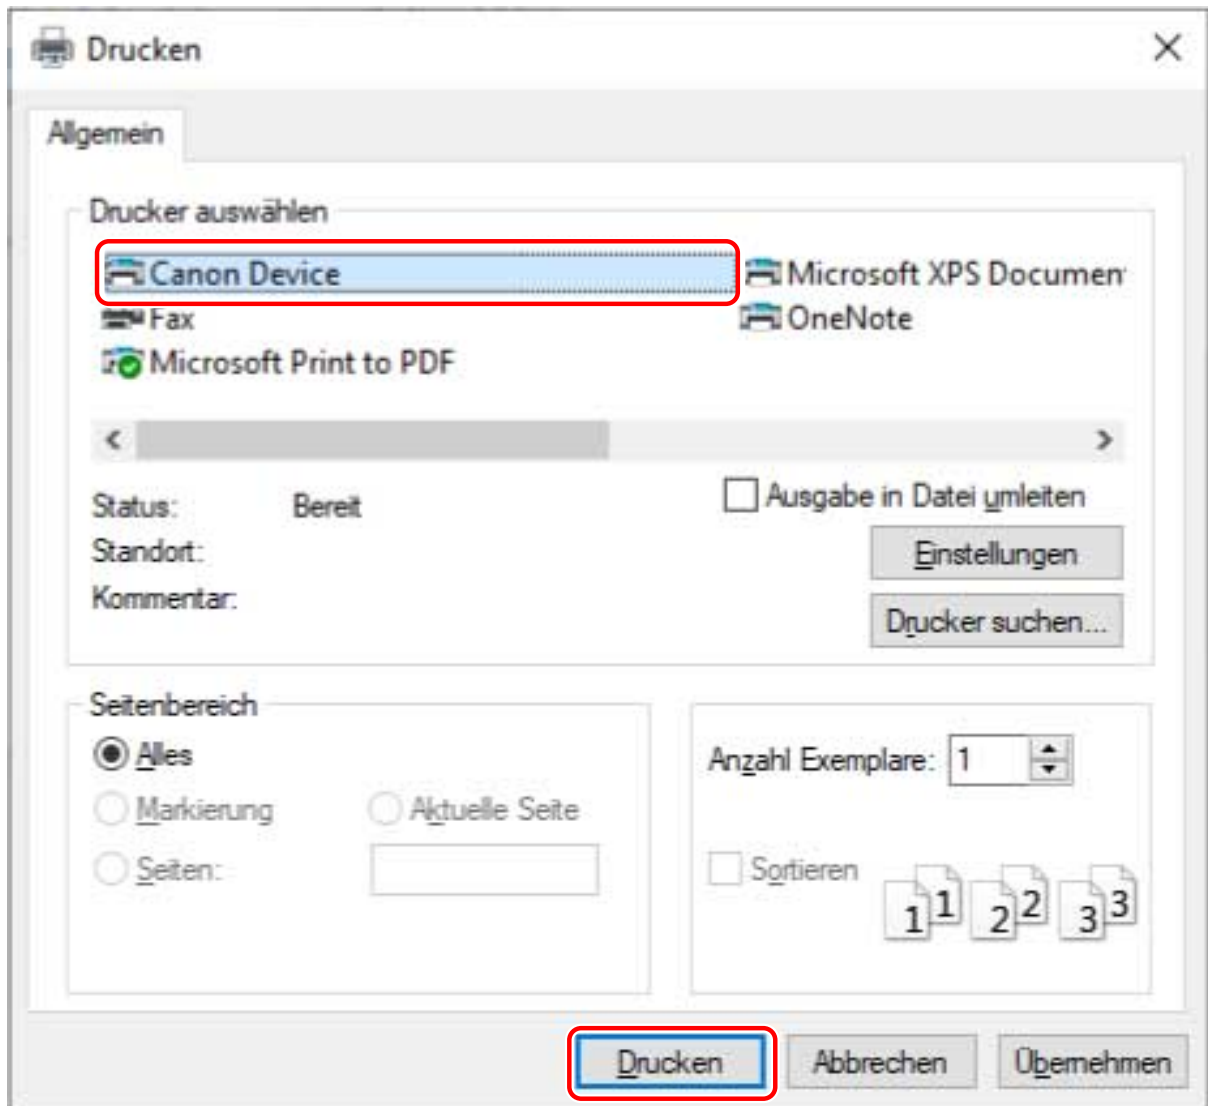 Drucken
Allgemein
Drucker auswählen
Canon Device
Microsoft XPS Documen
Fax
OneNote
Microsoft Print to PDF
Status: Bereit
Ausgabe in Datei umleiten
Standort:
Einstellungen
Kommentar:
Drucker suchen...
Seitenbereich
Alles
Markierung
Aktuelle Seite
Seiten:
Anzahl Exemplare: 1
Sortieren
1 1 2 2 3 3
Drucken
Abbrechen
Übernehmen